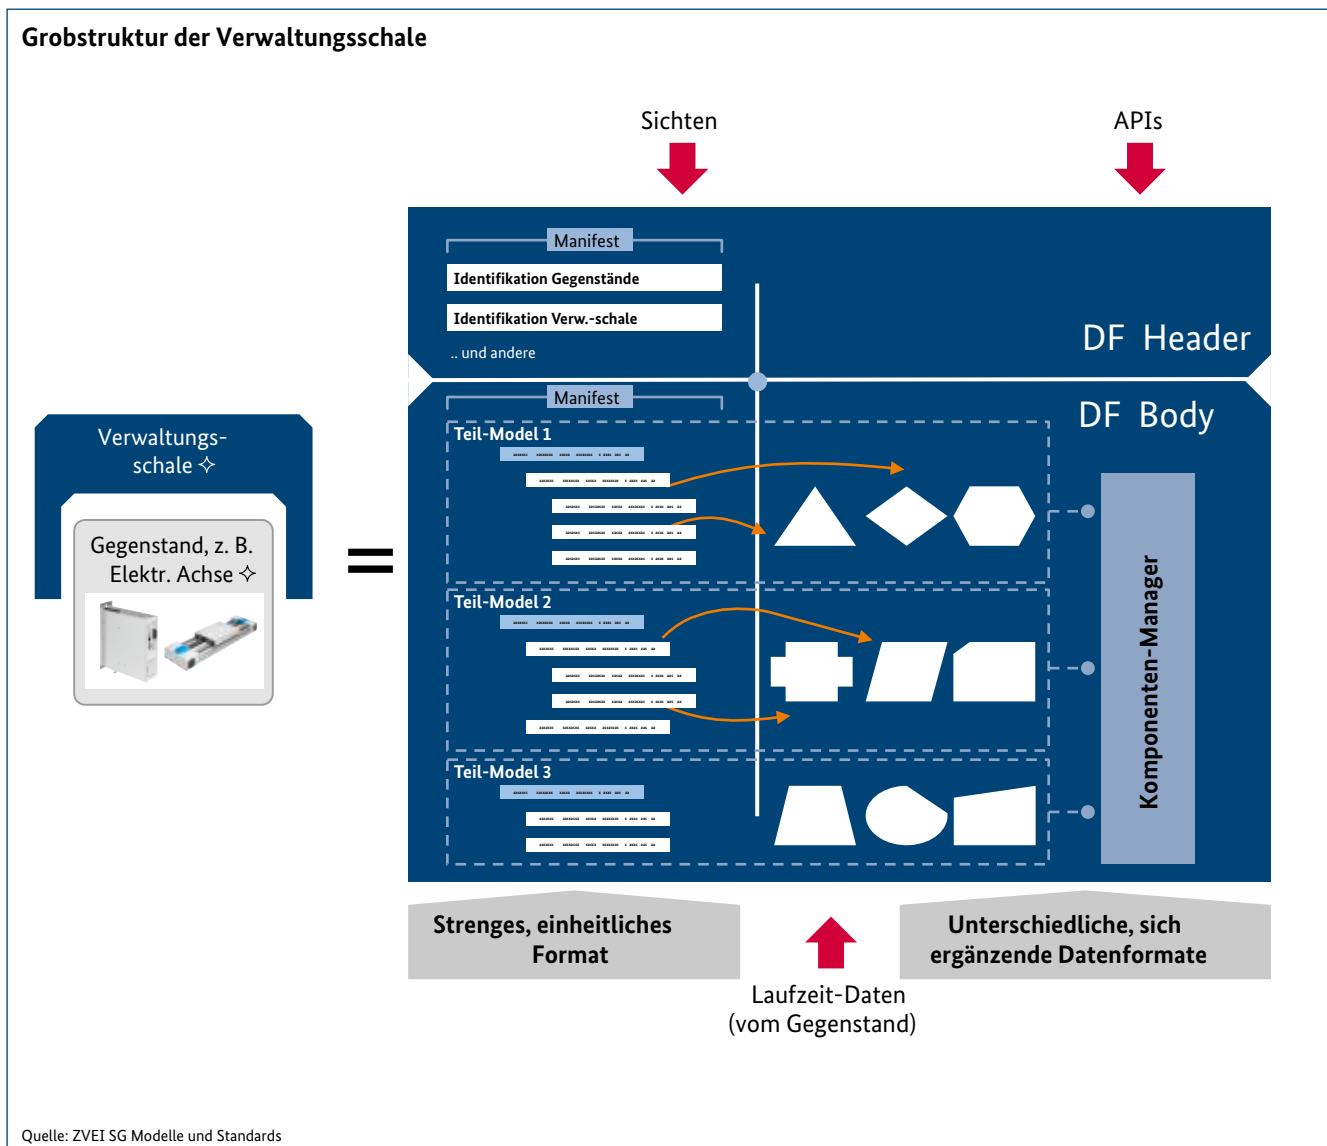 Grobstruktur der Verwaltungsschale
Sichten
APIs
Manifest
Identifikation Gegenstände
Identifikation Verw.-schale
.. und andere
DF Header
Manifest
DF Body
Teil-Model 1
Teil-Model 2
Teil-Model 3
Komponenten-Manager
Verwaltungs-
schale
Gegenstand, z. B.
Elektr. Achse
=
Strenges, einheitliches
Format
Unterschiedliche, sich
ergänzende Datenformate
Laufzeit-Daten
(vom Gegenstand)
Quelle: ZVEI SG Modelle und Standards